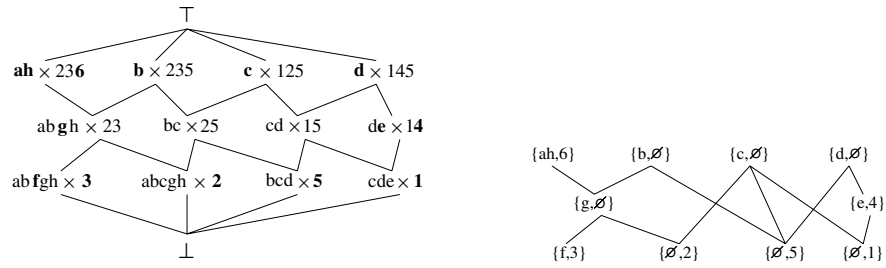 ⊤
ah × 236 b × 235 c × 125 d × 145
abgh × 23 bc × 25 cd × 15 de × 14
{ah,6} {b,∅} {c,∅} {d,∅}
abfgh × 3 abcgh × 2 bcd × 5 cde × 1
{g,∅} {e,4}
{f,3} {∅,2} {∅,5} {∅,1}
⊥